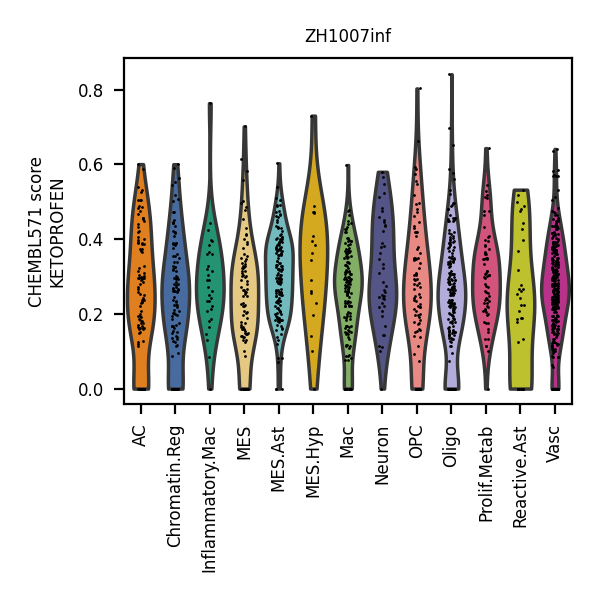 ZH1007inf
CHEMBL571 score
KETOPROFEN
0.8
0.6
0.4
0.2
0.0
AC
Chromatin.Reg
Inflammatory.Mac
MES
MES.Ast
MES.Hyp
Mac
Neuron
OPC
Oligo
Prolif.Metab
Reactive.Ast
Vasc